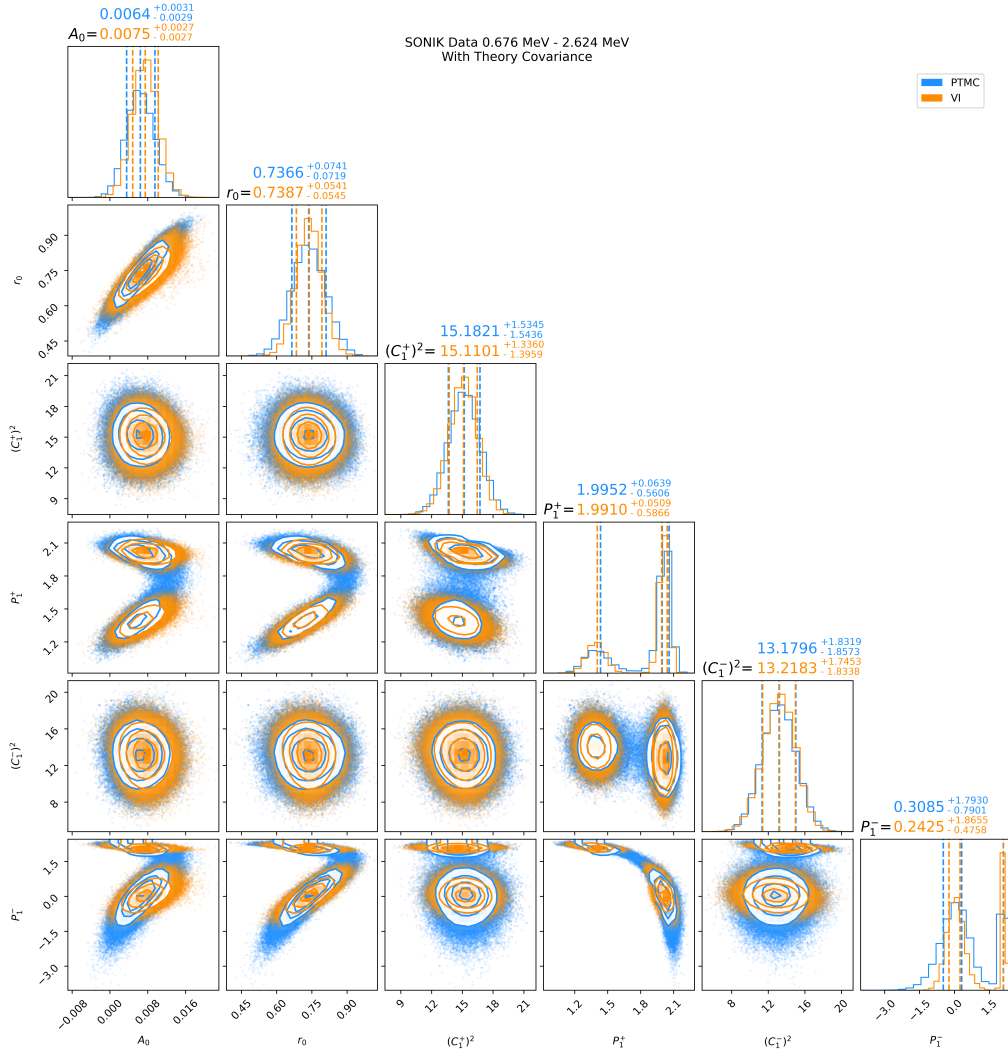 SONIK Data 0.676 MeV - 2.624 MeV
With Theory Covariance
PTMC
VI
0.0064 +0.0031 - 0.0029
A₀= 0.0075 +0.0027 - 0.0027
0.7366 +0.0741 - 0.0719
r₀= 0.7387 +0.0541 - 0.0545
15.1821 +1.5345 - 1.5436
(C₁⁺)²= 15.1101 +1.3360 - 1.3959
1.9952 +0.0639 - 0.5606
P₁⁺= 1.9910 +0.0509 - 0.5866
13.1796 +1.8319 - 1.8573
(C₁⁻)²= 13.2183 +1.7453 - 1.8338
0.3085 +1.7930 - 0.7901
P₁⁻= 0.2425 +1.8655 - 0.4758
r₀
0.90
0.75
0.60
0.45
(C₁⁺)²
21
18
15
12
9
P₁⁺
2.1
1.8
1.5
1.2
(C₁⁻)²
20
16
12
8
P₁⁻
1.5
0.0
−1.5
−3.0
−0.008 0.000 0.008 0.016
0.45 0.60 0.75 0.90
9 12 15 18 21
1.2 1.5 1.8 2.1
8 12 16 20
−3.0 −1.5 0.0 1.5
A₀ r₀ (C₁⁺)² P₁⁺ (C₁⁻)² P₁⁻